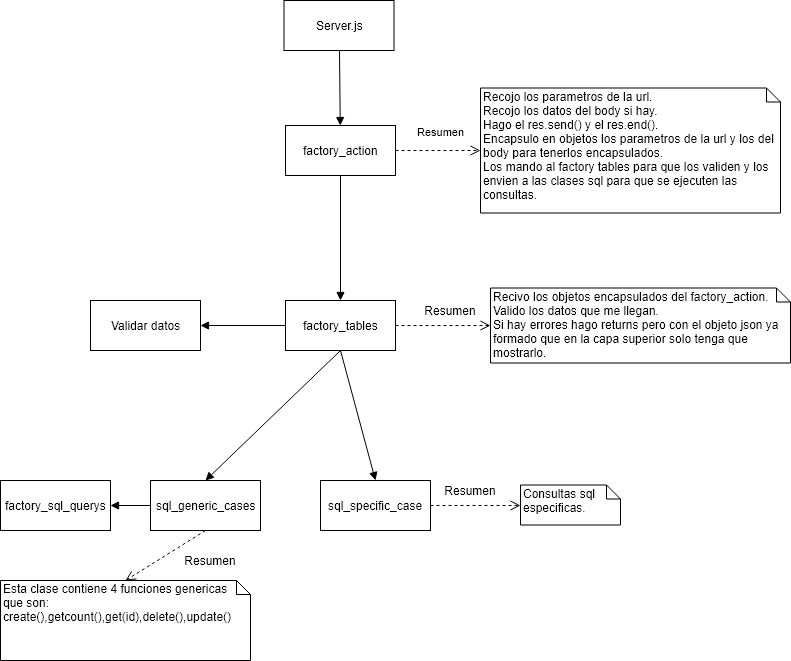 Server.js
Recojo los parametros de la url.
Recojo los datos del body si hay.
Hago el res.send() y el res.end().
Encapsulo en objetos los parametros de la url y los del
body para tenerlos encapsulados.
Los mando al factory tables para que los validen y los
envien a las clases sql para que se ejecuten las
consultas.
Resumen
factory_action
Recivo los objetos encapsulados del factory_action.
Valido los datos que me llegan.
Si hay errores hago returns pero con el objeto json ya
formado que en la capa superior solo tenga que
mostrarlo.
Resumen
Validar datos
factory_tables
Resumen
Consultas sql
especificas.
factory_sql_querys
sql_generic_cases
sql_specific_case
Resumen
Esta clase contiene 4 funciones genericas
que son:
create(),getcount(),get(id),delete(),update()